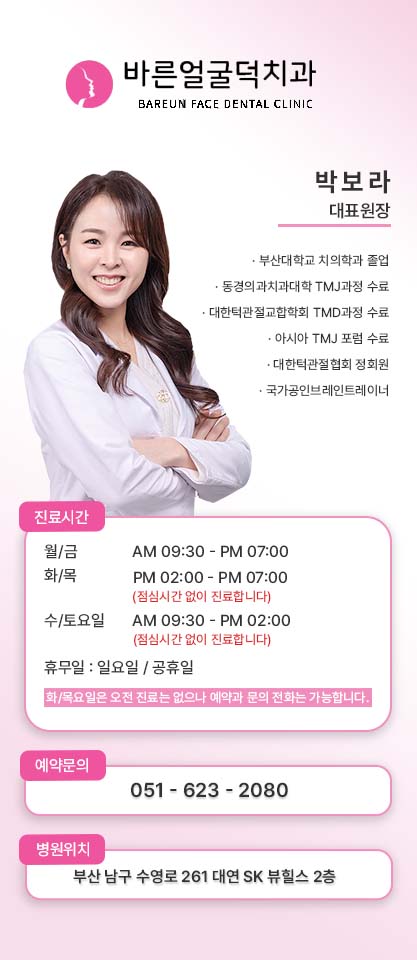 바른얼굴덕치과
BAREUN FACE DENTAL CLINIC
박보라
대표원장
· 부산대학교 치의학과 졸업
· 동경의과치과대학 TMJ과정 수료
· 대한턱관절교합학회 TMD과정 수료
· 아시아 TMJ 포럼 수료
· 대한턱관절협회 정회원
· 국가공인브레인트레이너
진료시간
월/금 AM 09:30 - PM 07:00
화/목 PM 02:00 - PM 07:00
(점심시간 없이 진료합니다)
수/토요일 AM 09:30 - PM 02:00
(점심시간 없이 진료합니다)
휴무일 : 일요일 / 공휴일
화/목요일은 오전 진료는 없으나 예약과 문의 전화는 가능합니다.
예약문의
051 - 623 - 2080
병원위치
부산 남구 수영로 261 대연 SK 뷰힐스 2층